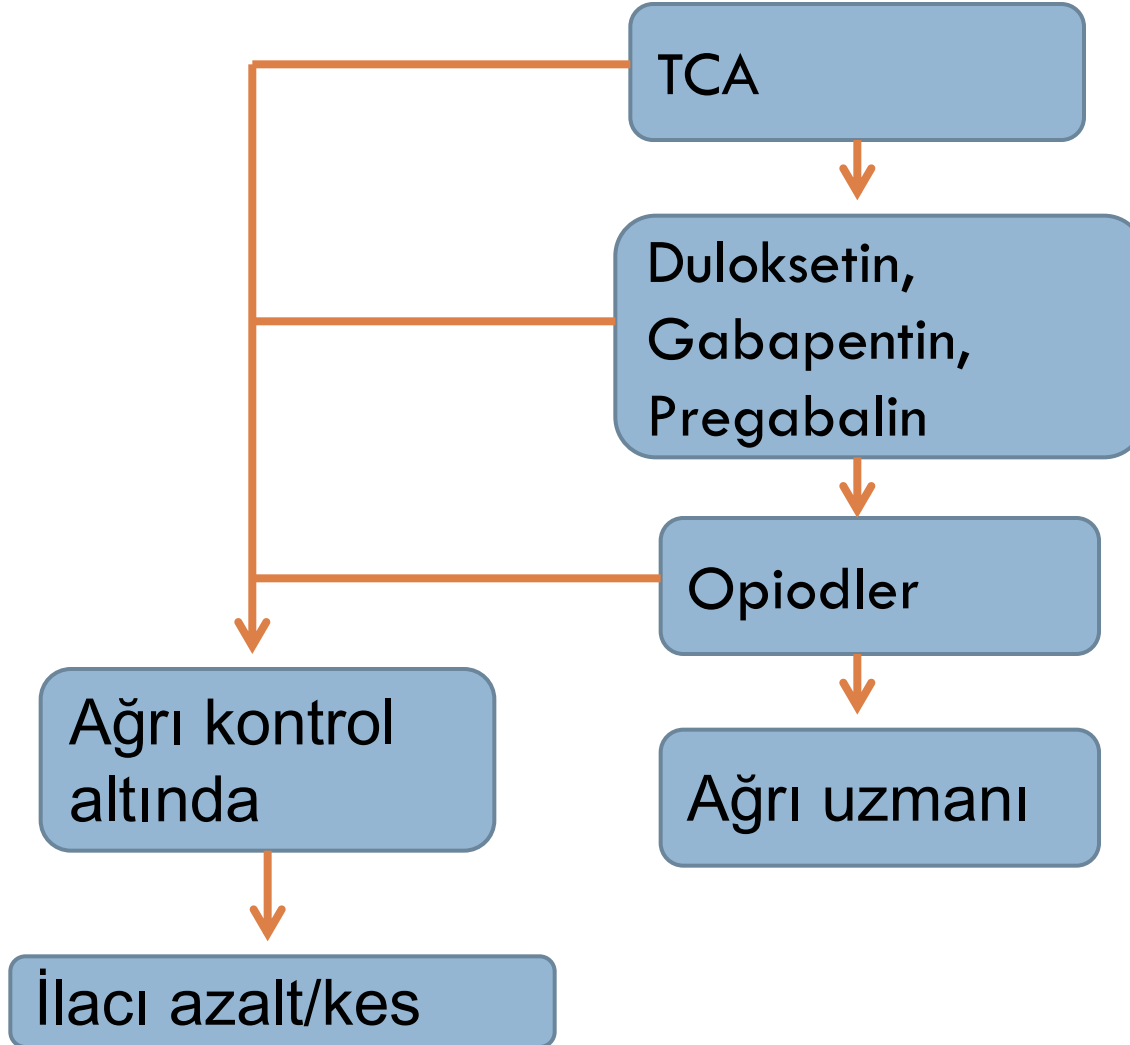 TCA
Duloksetin,
Gabapentin,
Pregabalin
Opiodler
Ağrı kontrol
altında
Ağrı uzmanı
İlacı azalt/kes